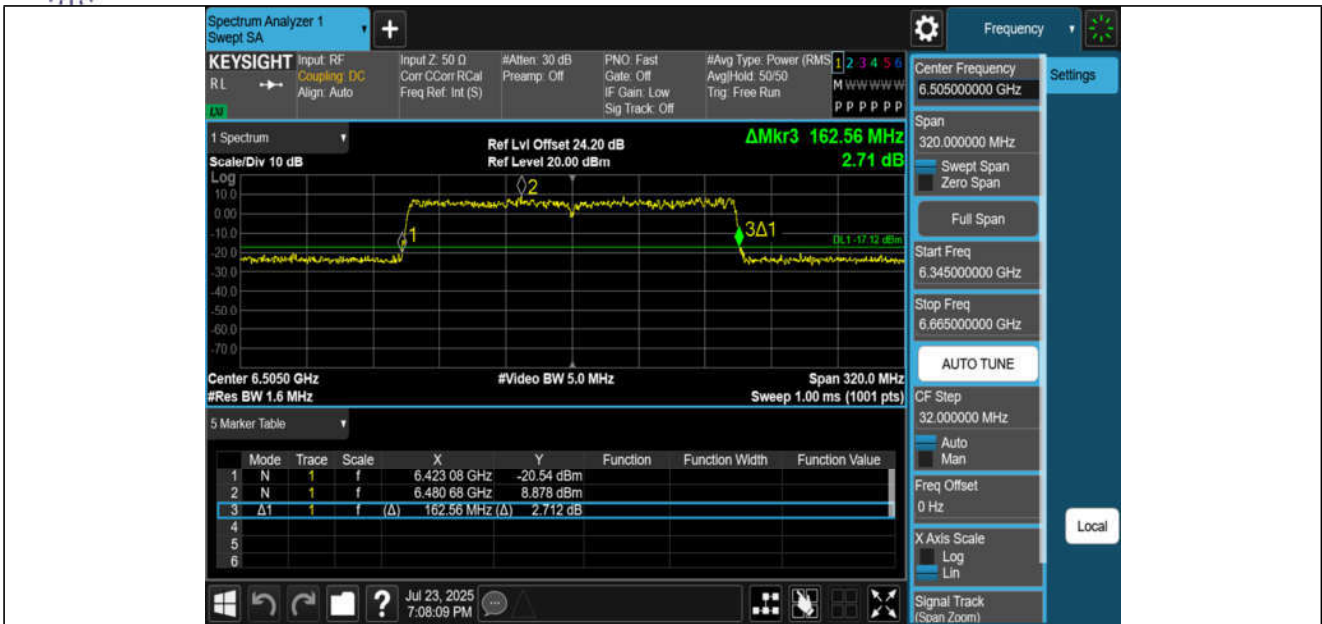 Spectrum Analyzer 1
Swept SA
+
Frequency
KEYSIGHT
RL
LXI
Input: RF
Coupling: DC
Align: Auto
Input Z: 50 Ω
Corr CCorr RCal
Freq Ref: Int (S)
#Atten: 30 dB
Preamp: Off
PNO: Fast
Gate: Off
IF Gain: Low
Sig Track: Off
#Avg Type: Power (RMS
Avg|Hold: 50/50
Trig: Free Run
1 2 3 4 5 6
M W W W W W
P P P P P P
1 Spectrum
Scale/Div 10 dB
Ref Lvl Offset 24.20 dB
Ref Level 20.00 dBm
ΔMkr3 162.56 MHz
2.71 dB
Log
10.0
0.00
-10.0
-20.0
-30.0
-40.0
-50.0
-60.0
-70.0
2
1
3Δ1
DL1 -17.12 dBm
Center 6.5050 GHz
#Video BW 5.0 MHz
Span 320.0 MHz
#Res BW 1.6 MHz
Sweep 1.00 ms (1001 pts)
5 Marker Table
Mode Trace Scale X Y Function Function Width Function Value
1 N 1 f 6.423 08 GHz -20.54 dBm
2 N 1 f 6.480 68 GHz 8.878 dBm
3 Δ1 1 f (Δ) 162.56 MHz (Δ) 2.712 dB
4
5
6
?
Jul 23, 2025
7:08:09 PM
Settings
Center Frequency
6.505000000 GHz
Span
320.000000 MHz
Swept Span
Zero Span
Full Span
Start Freq
6.345000000 GHz
Stop Freq
6.665000000 GHz
AUTO TUNE
CF Step
32.000000 MHz
Auto
Man
Freq Offset
0 Hz
X Axis Scale
Log
Lin
Signal Track
(Span Zoom)
Local